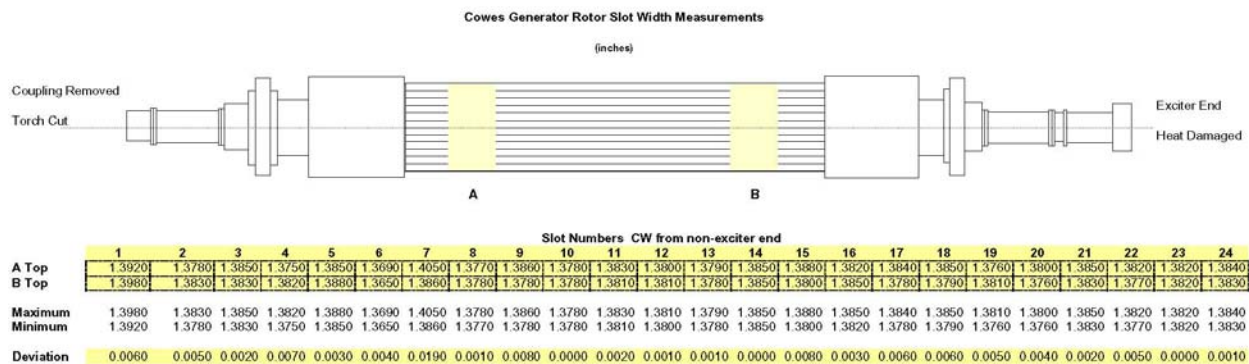 Cowes Generator Rotor Slot Width Measurements
(inches)
Coupling Removed
Torch Cut
Exciter End
Heat Damaged
A B
Slot Numbers CW from non-exciter end
1 2 3 4 5 6 7 8 9 10 11 12 13 14 15 16 17 18 19 20 21 22 23 24
A Top 1.3920 1.3780 1.3850 1.3750 1.3850 1.3690 1.4050 1.3770 1.3860 1.3780 1.3830 1.3800 1.3790 1.3850 1.3880 1.3820 1.3840 1.3850 1.3760 1.3800 1.3850 1.3820 1.3820 1.3840
B Top 1.3980 1.3830 1.3830 1.3820 1.3880 1.3650 1.3860 1.3780 1.3780 1.3780 1.3810 1.3810 1.3780 1.3850 1.3800 1.3850 1.3780 1.3790 1.3810 1.3760 1.3830 1.3770 1.3820 1.3830
Maximum 1.3980 1.3830 1.3850 1.3820 1.3880 1.3690 1.4050 1.3780 1.3860 1.3780 1.3830 1.3810 1.3790 1.3850 1.3880 1.3850 1.3840 1.3850 1.3810 1.3800 1.3850 1.3820 1.3820 1.3840
Minimum 1.3920 1.3780 1.3830 1.3750 1.3850 1.3650 1.3860 1.3770 1.3780 1.3780 1.3810 1.3800 1.3780 1.3850 1.3800 1.3820 1.3780 1.3790 1.3760 1.3760 1.3830 1.3770 1.3820 1.3830
Deviation 0.0060 0.0050 0.0020 0.0070 0.0030 0.0040 0.0190 0.0010 0.0080 0.0000 0.0020 0.0010 0.0010 0.0000 0.0080 0.0030 0.0060 0.0060 0.0050 0.0040 0.0020 0.0050 0.0000 0.0010